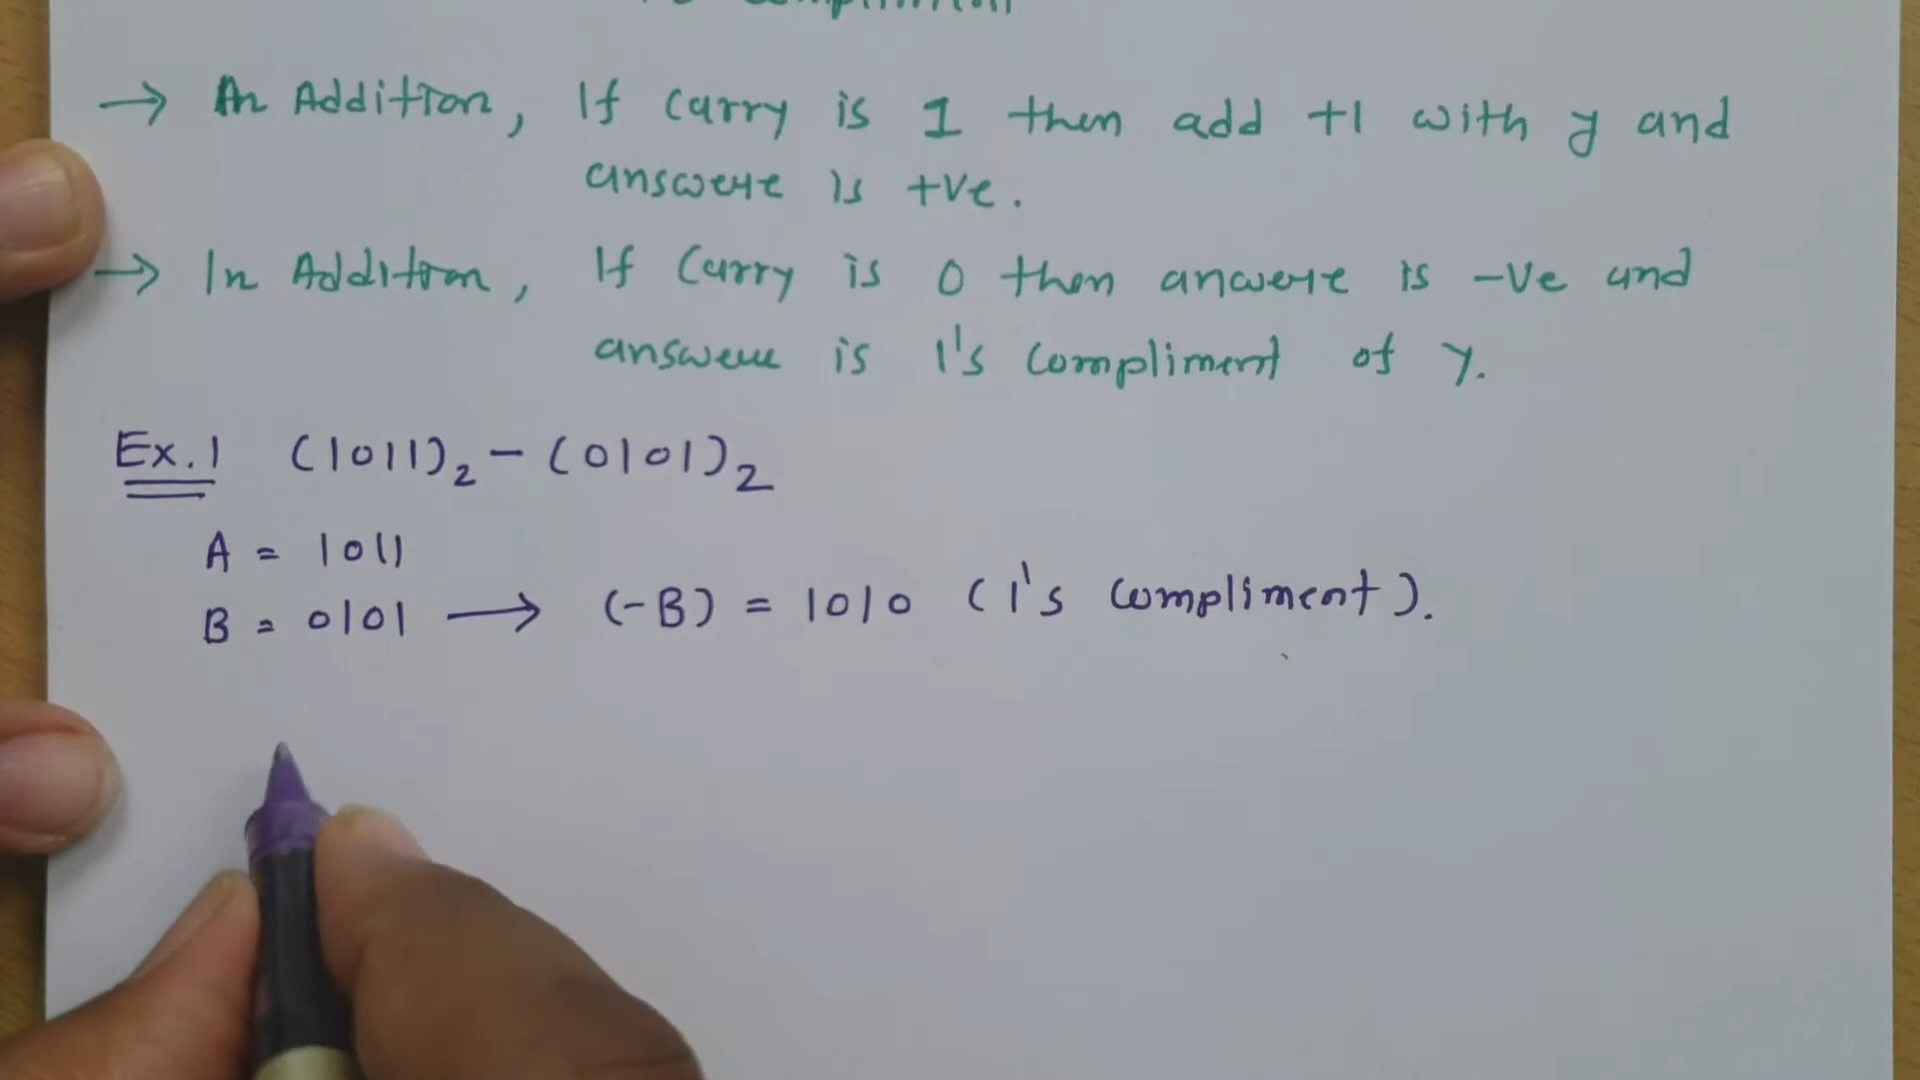 → In Addition, If carry is 1 then add +1 with y and
answere is +ve.
→ In Addition, If Carry is 0 then anwere is -ve and
answere is 1's compliment of y.
Ex.1 (1011)₂ - (0101)₂
A = 1011
B = 0101 → (-B) = 1010 (1's compliment).